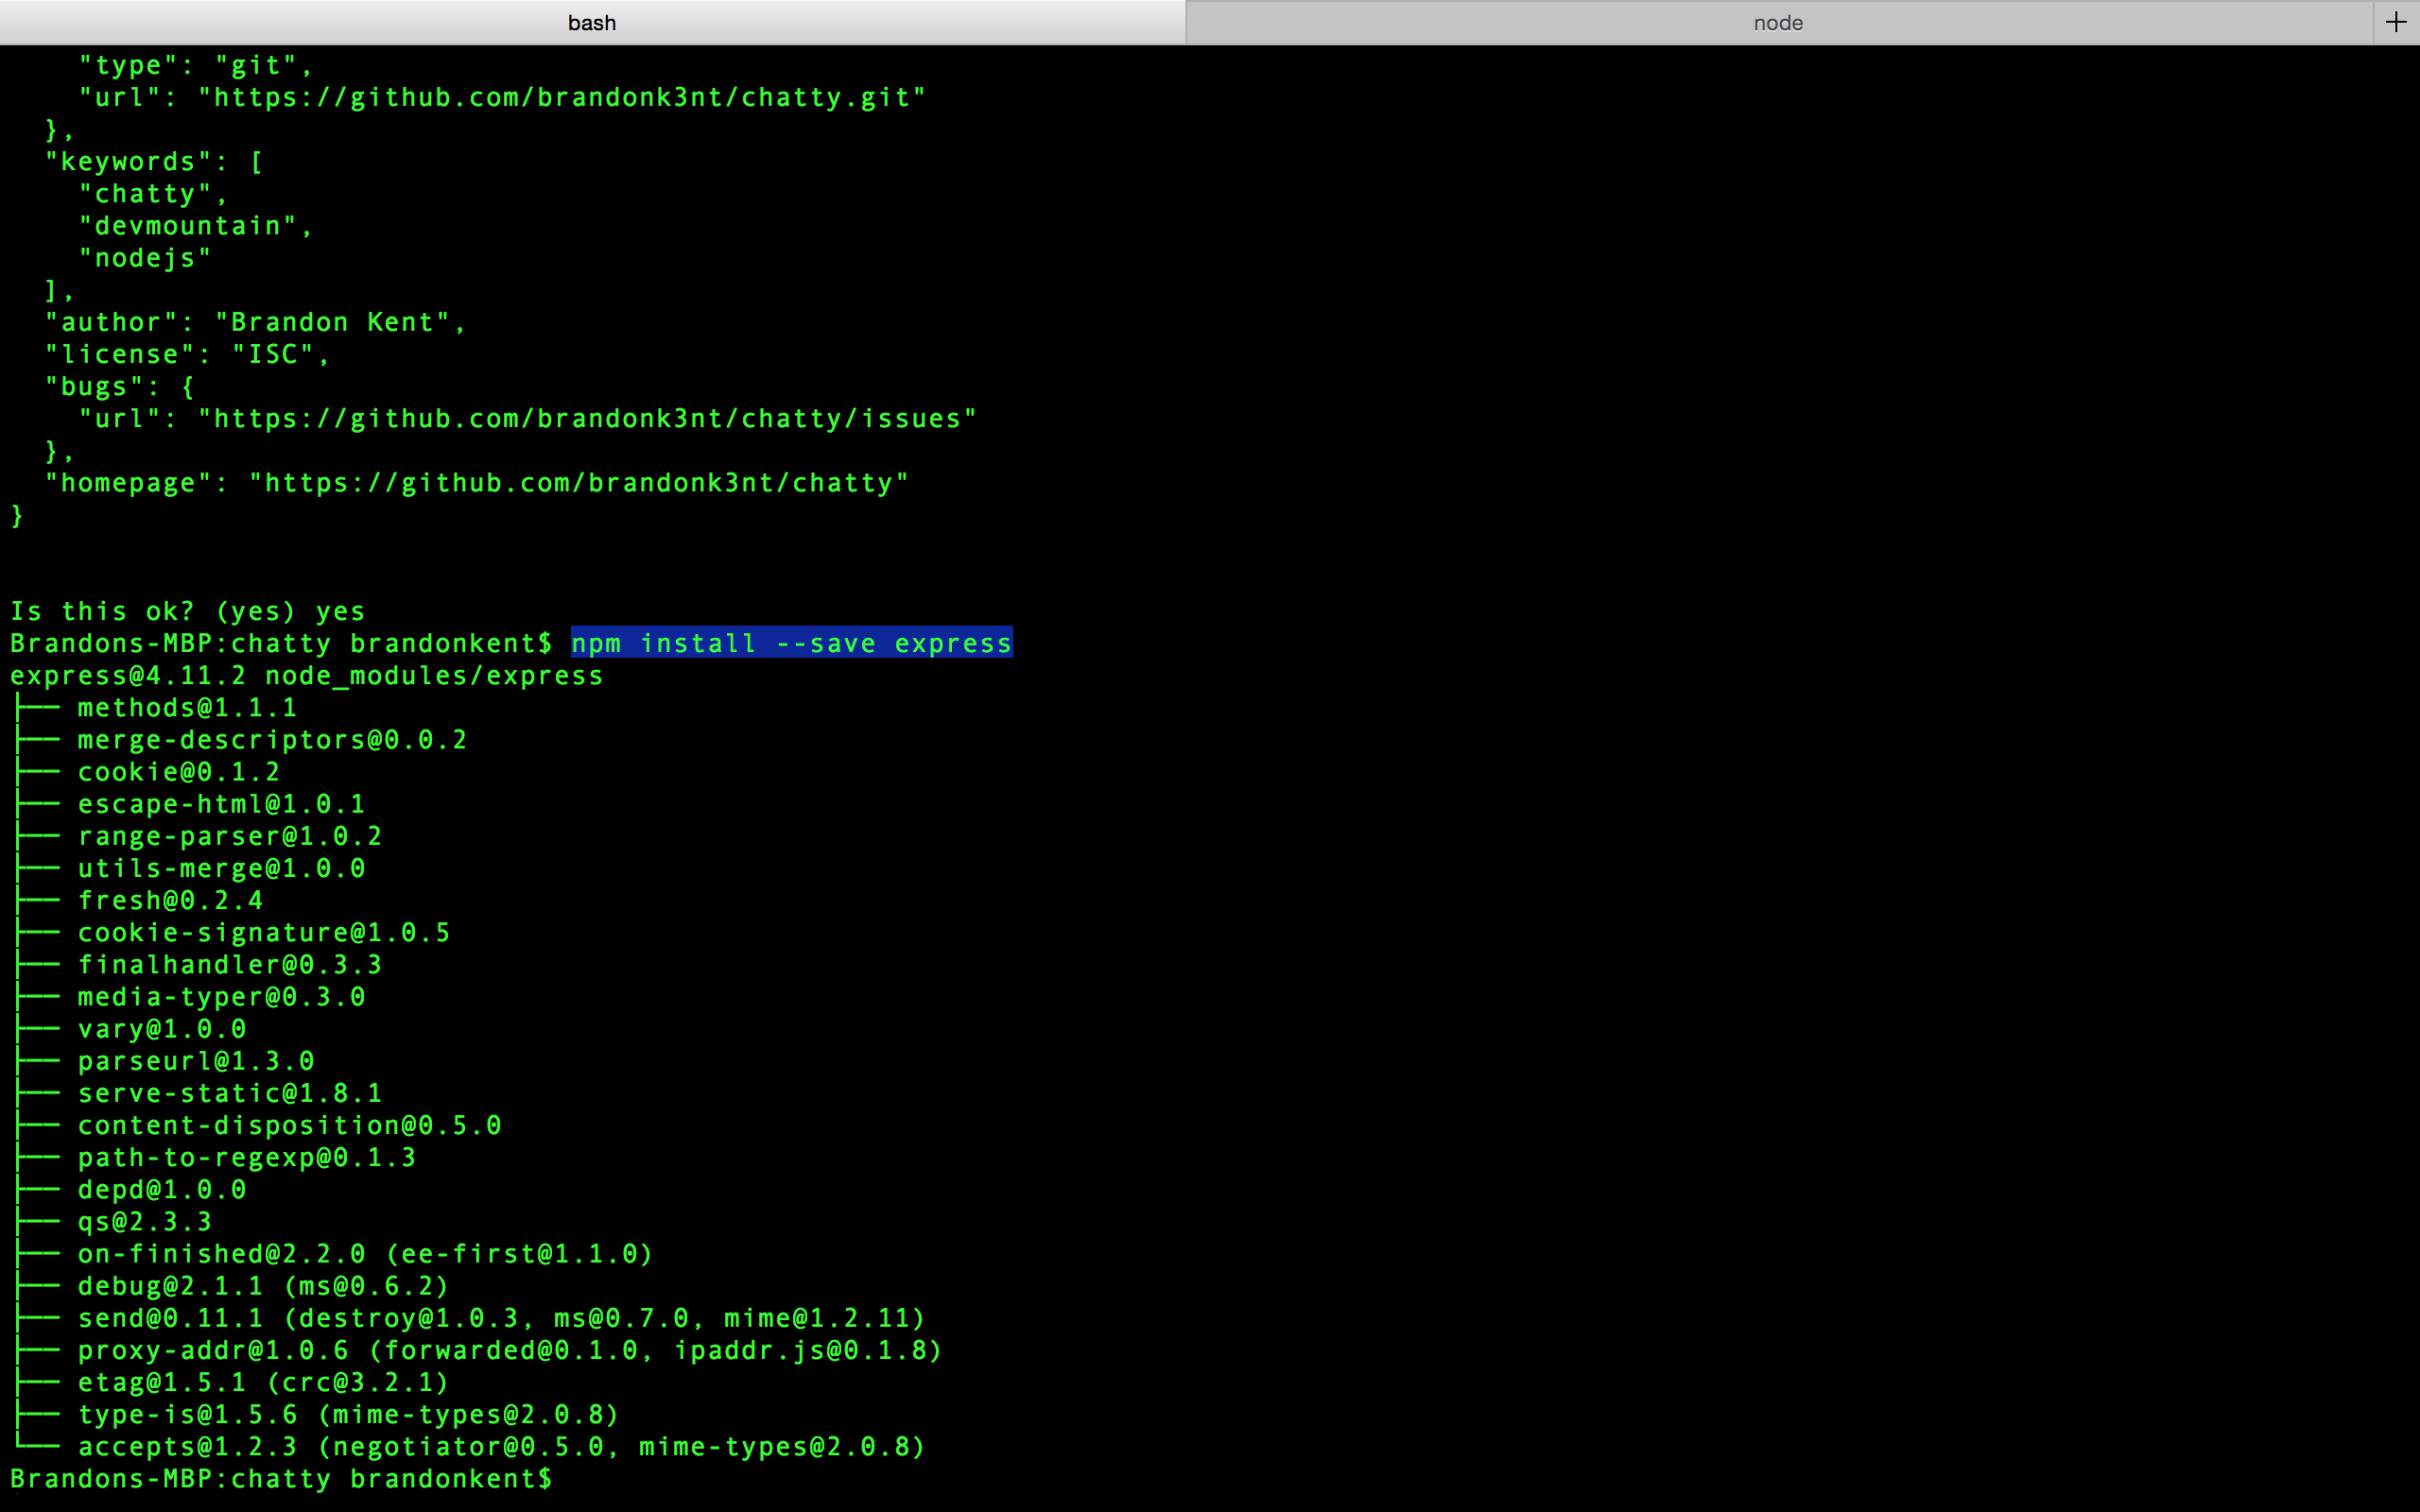 bash
node
+
    "type": "git",
    "url": "https://github.com/brandonk3nt/chatty.git"
  },
  "keywords": [
    "chatty",
    "devmountain",
    "nodejs"
  ],
  "author": "Brandon Kent",
  "license": "ISC",
  "bugs": {
    "url": "https://github.com/brandonk3nt/chatty/issues"
  },
  "homepage": "https://github.com/brandonk3nt/chatty"
}
Is this ok? (yes) yes
Brandons-MBP:chatty brandonkent$ npm install --save express
express@4.11.2 node_modules/express
├── methods@1.1.1
├── merge-descriptors@0.0.2
├── cookie@0.1.2
├── escape-html@1.0.1
├── range-parser@1.0.2
├── utils-merge@1.0.0
├── fresh@0.2.4
├── cookie-signature@1.0.5
├── finalhandler@0.3.3
├── media-typer@0.3.0
├── vary@1.0.0
├── parseurl@1.3.0
├── serve-static@1.8.1
├── content-disposition@0.5.0
├── path-to-regexp@0.1.3
├── depd@1.0.0
├── qs@2.3.3
├── on-finished@2.2.0 (ee-first@1.1.0)
├── debug@2.1.1 (ms@0.6.2)
├── send@0.11.1 (destroy@1.0.3, ms@0.7.0, mime@1.2.11)
├── proxy-addr@1.0.6 (forwarded@0.1.0, ipaddr.js@0.1.8)
├── etag@1.5.1 (crc@3.2.1)
├── type-is@1.5.6 (mime-types@2.0.8)
└── accepts@1.2.3 (negotiator@0.5.0, mime-types@2.0.8)
Brandons-MBP:chatty brandonkent$